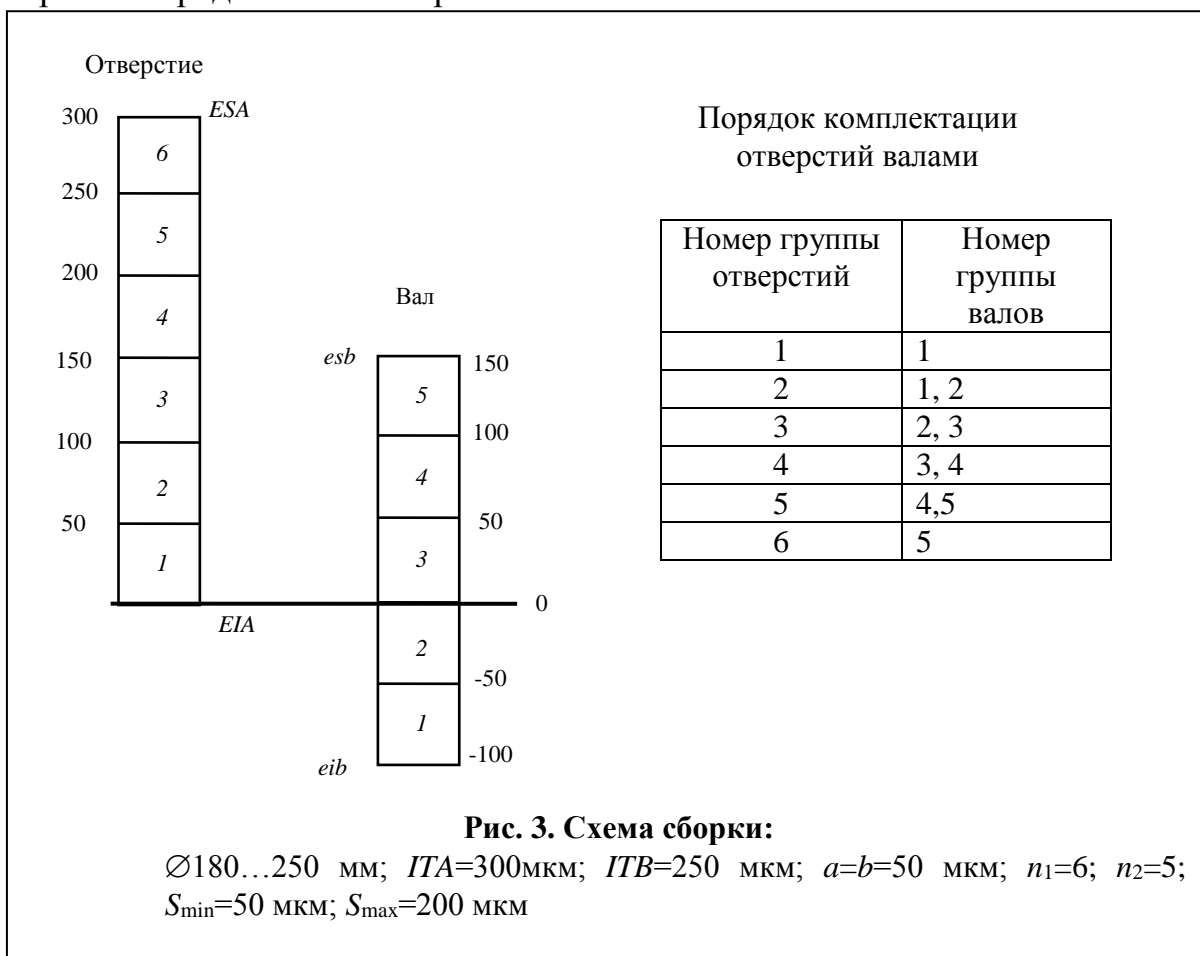 Отверстие
300
ESA
6
250
5
200
4
150
3
100
2
50
1
EIA
Вал
esb
150
5
100
4
50
3
0
2
-50
1
-100
eib
Порядок комплектации
отверстий валами
Номер группы отверстий | Номер группы валов
1 | 1
2 | 1, 2
3 | 2, 3
4 | 3, 4
5 | 4,5
6 | 5
Рис. 3. Схема сборки:
∅180…250 мм; ITA=300мкм; ITB=250 мкм; a=b=50 мкм; n1=6; n2=5;
Smin=50 мкм; Smax=200 мкм